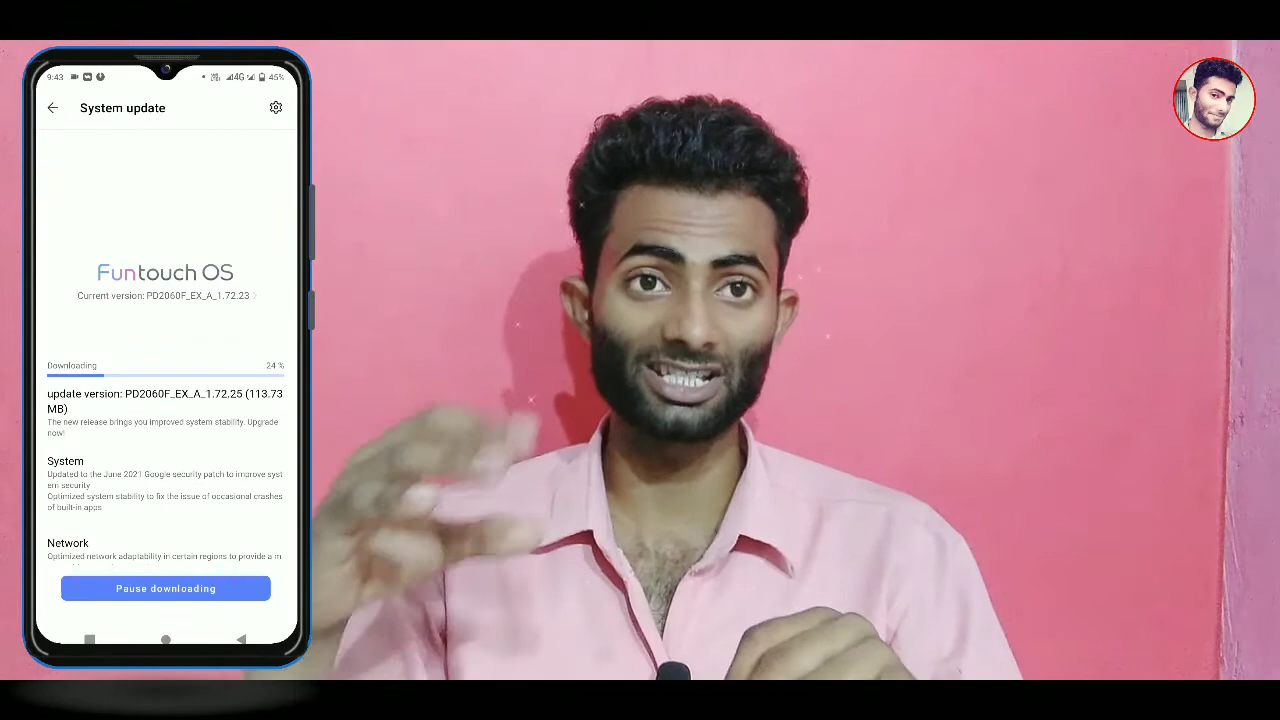 9:43
4G
45%
System update
Funtouch OS
Current version: PD2060F_EX_A_1.72.23
Downloading
24 %
update version: PD2060F_EX_A_1.72.25 (113.73
MB)
The new release brings you improved system stability. Upgrade
now!
System
Updated to the June 2021 Google security patch to improve syst
em security
Optimized system stability to fix the issue of occasional crashes
of built-in apps
Network
Optimized network adaptability in certain regions to provide a m
Pause downloading